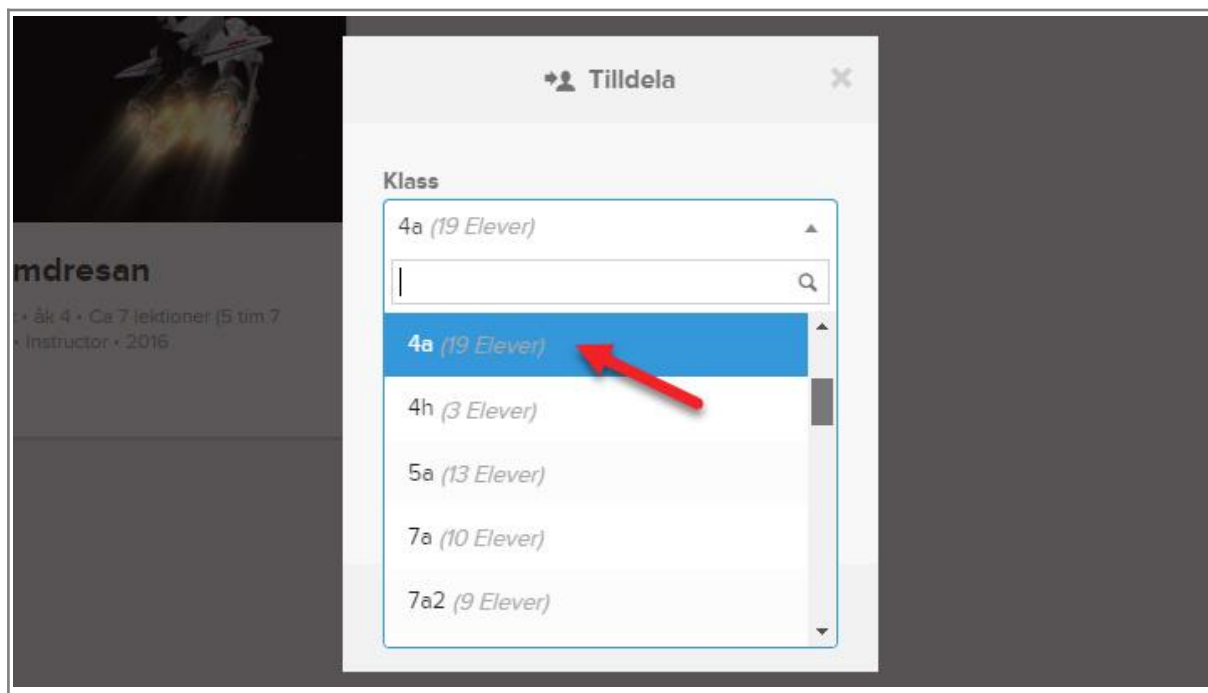 Tilldela
Klass
4a (19 Elever)
4a (19 Elever)
4h (3 Elever)
5a (13 Elever)
7a (10 Elever)
7a2 (9 Elever)
mdresan
• åk 4 • Ca 7 lektioner (5 tim 7
• Instructor • 2016